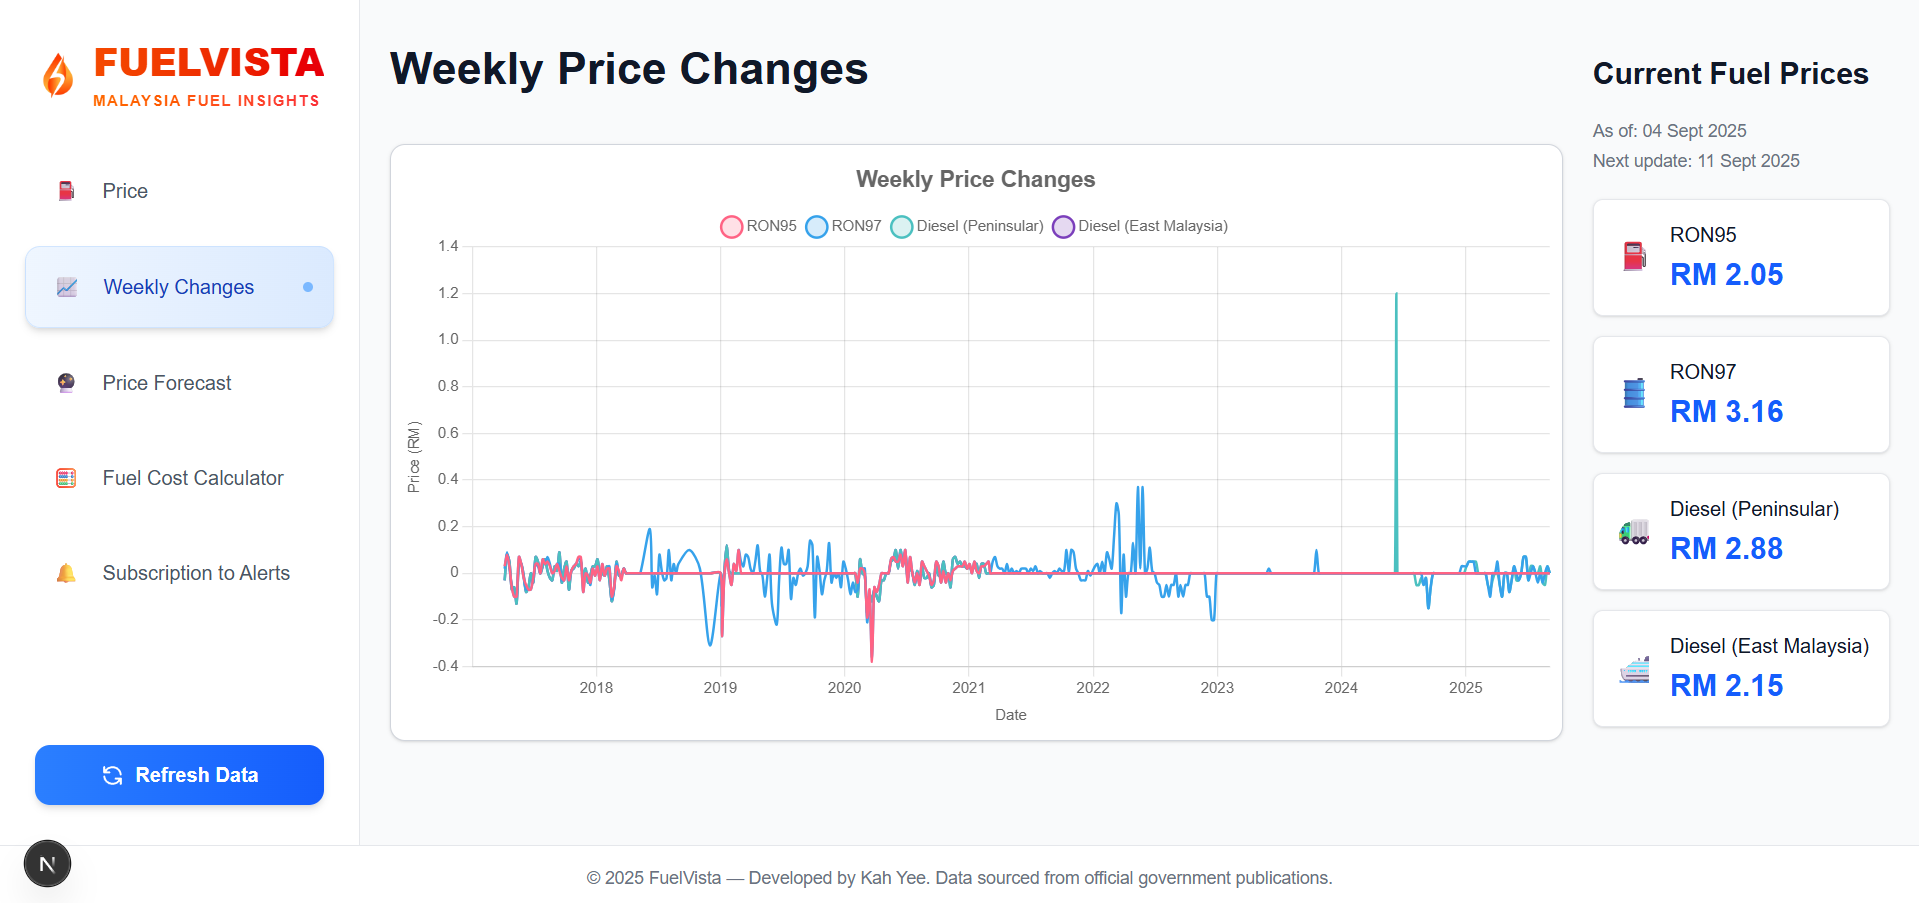 FUELVISTA
MALAYSIA FUEL INSIGHTS
Price
Weekly Changes
Price Forecast
Fuel Cost Calculator
Subscription to Alerts
Refresh Data
N
Weekly Price Changes
Weekly Price Changes
RON95 RON97 Diesel (Peninsular) Diesel (East Malaysia)
Price (RM)
1.4
1.2
1.0
0.8
0.6
0.4
0.2
0
-0.2
-0.4
2018 2019 2020 2021 2022 2023 2024 2025
Date
Current Fuel Prices
As of: 04 Sept 2025
Next update: 11 Sept 2025
RON95
RM 2.05
RON97
RM 3.16
Diesel (Peninsular)
RM 2.88
Diesel (East Malaysia)
RM 2.15
© 2025 FuelVista — Developed by Kah Yee. Data sourced from official government publications.